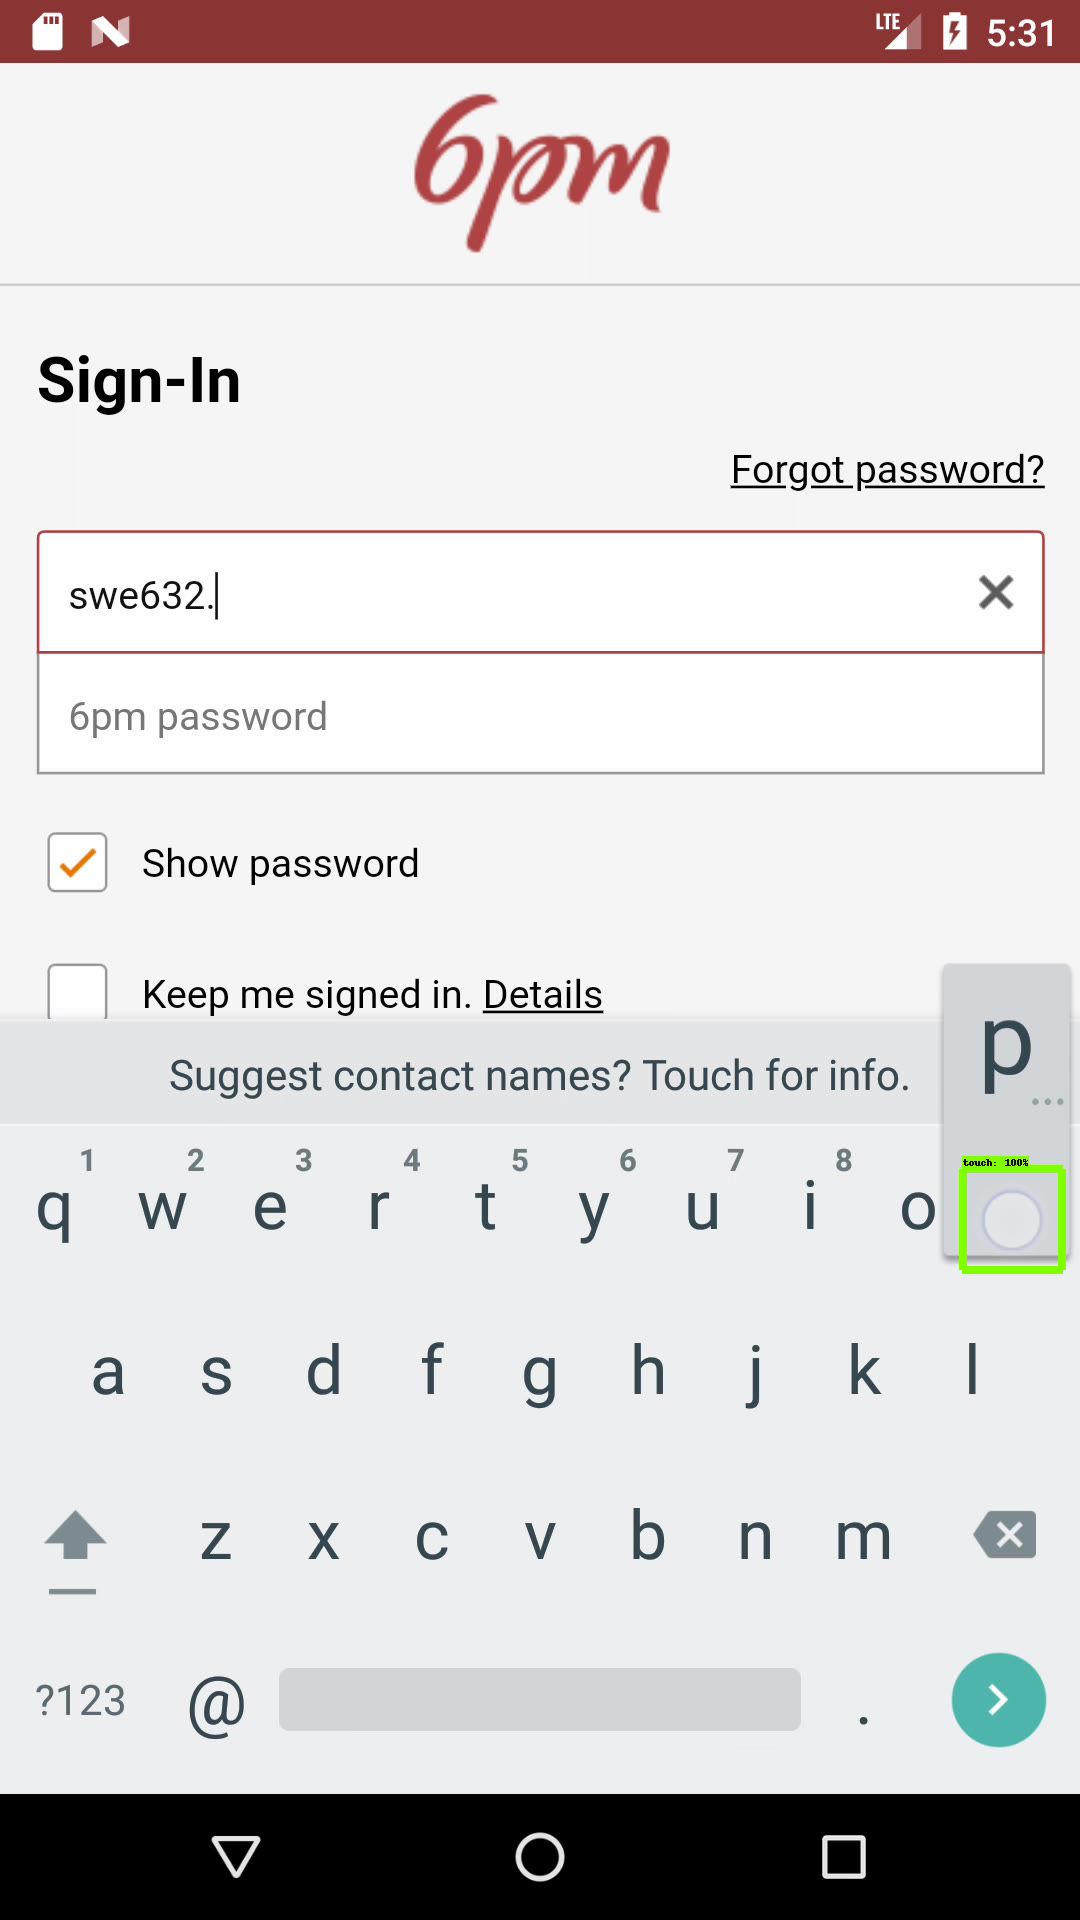 LTE 5:31
6pm
Sign-In
Forgot password?
swe632.
6pm password
Show password
Keep me signed in. Details
p
Suggest contact names? Touch for info.
touch: 100%
1 2 3 4 5 6 7 8
q w e r t y u i o
a s d f g h j k l
z x c v b n m
?123 @ .